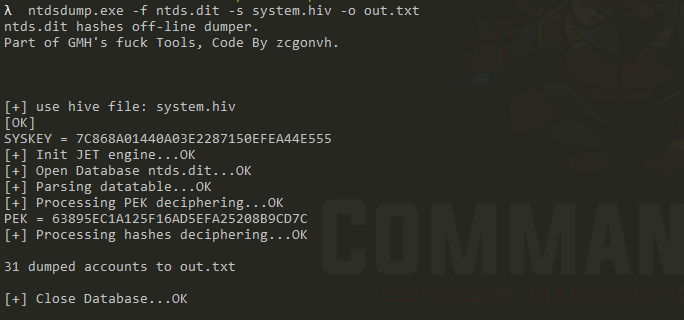 λ ntdsdump.exe -f ntds.dit -s system.hiv -o out.txt
ntds.dit hashes off-line dumper.
Part of GMH's fuck Tools, Code By zcgonvh.
[+] use hive file: system.hiv
[OK]
SYSKEY = 7C868A01440A03E2287150EFEA44E555
[+] Init JET engine...OK
[+] Open Database ntds.dit...OK
[+] Parsing datatable...OK
[+] Processing PEK deciphering...OK
PEK = 63895EC1A125F16AD5EFA25208B9CD7C
[+] Processing hashes deciphering...OK
31 dumped accounts to out.txt
[+] Close Database...OK
COMMAN
COMPLETE MANDIANT